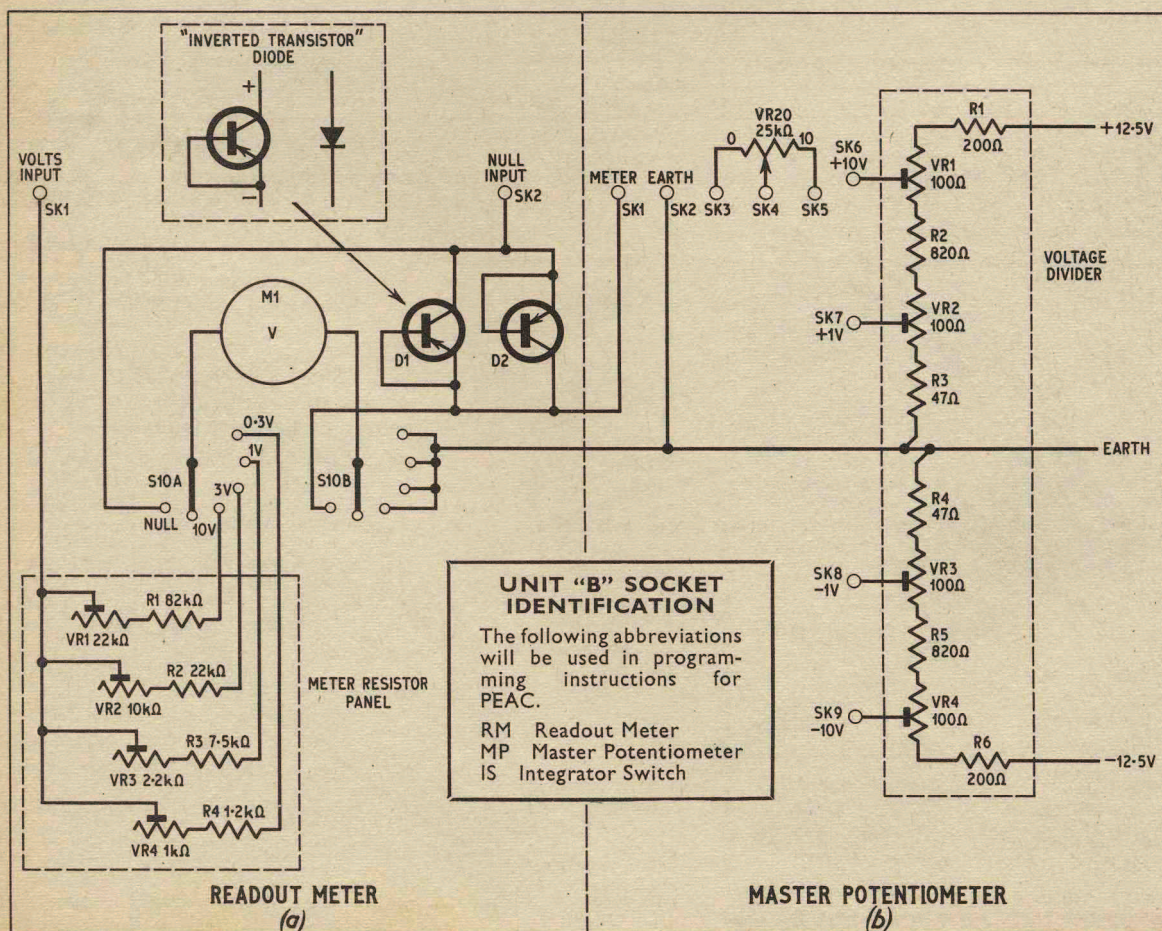 "INVERTED TRANSISTOR"
DIODE
+
−
VOLTS
INPUT
SK1
NULL
INPUT
SK2
M1
V
D1
D2
0·3V
1V
3V
10V
NULL
S10A
S10B
VR1 22kΩ
R1 82kΩ
VR2 10kΩ
R2 22kΩ
VR3 2·2kΩ
R3 7·5kΩ
VR4 1kΩ
R4 1·2kΩ
METER RESISTOR
PANEL
READOUT METER
(a)
METER EARTH
SK1
SK2
VR20
25kΩ
0
10
SK3
SK4
SK5
SK6
+10V
R1
200Ω
+12·5V
VR1
100Ω
R2
820Ω
VOLTAGE
DIVIDER
SK7
+1V
VR2
100Ω
R3
47Ω
EARTH
R4
47Ω
SK8
−1V
VR3
100Ω
R5
820Ω
SK9
−10V
VR4
100Ω
R6
200Ω
−12·5V
UNIT "B" SOCKET
IDENTIFICATION
The following abbreviations
will be used in program-
ming instructions for
PEAC.
RM Readout Meter
MP Master Potentiometer
IS Integrator Switch
MASTER POTENTIOMETER
(b)